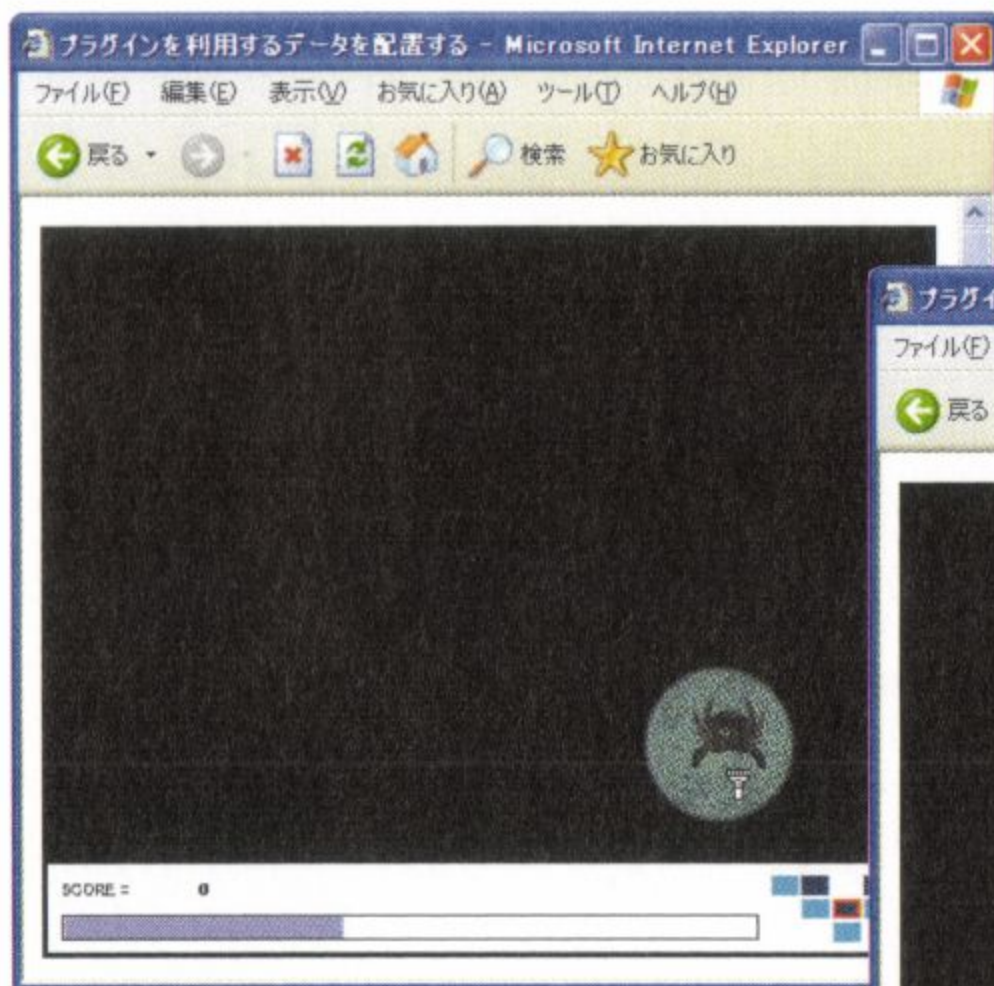 プラグインを利用するデータを配置する - Microsoft Internet Explorer
ファイル(F) 編集(E) 表示(V) お気に入り(A) ツール(T) ヘルプ(H)
戻る 検索 お気に入り
プラグイ
ファイル(F)
戻る
SCORE = 0